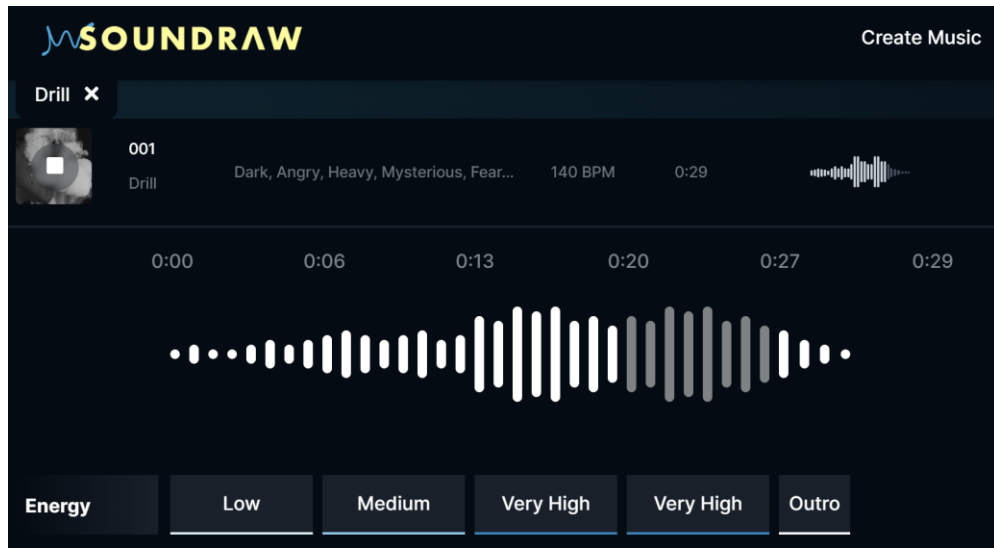 SOUNDRAW
Create Music
Drill ✕
001
Drill
Dark, Angry, Heavy, Mysterious, Fear...
140 BPM
0:29
0:00 0:06 0:13 0:20 0:27 0:29
Energy Low Medium Very High Very High Outro